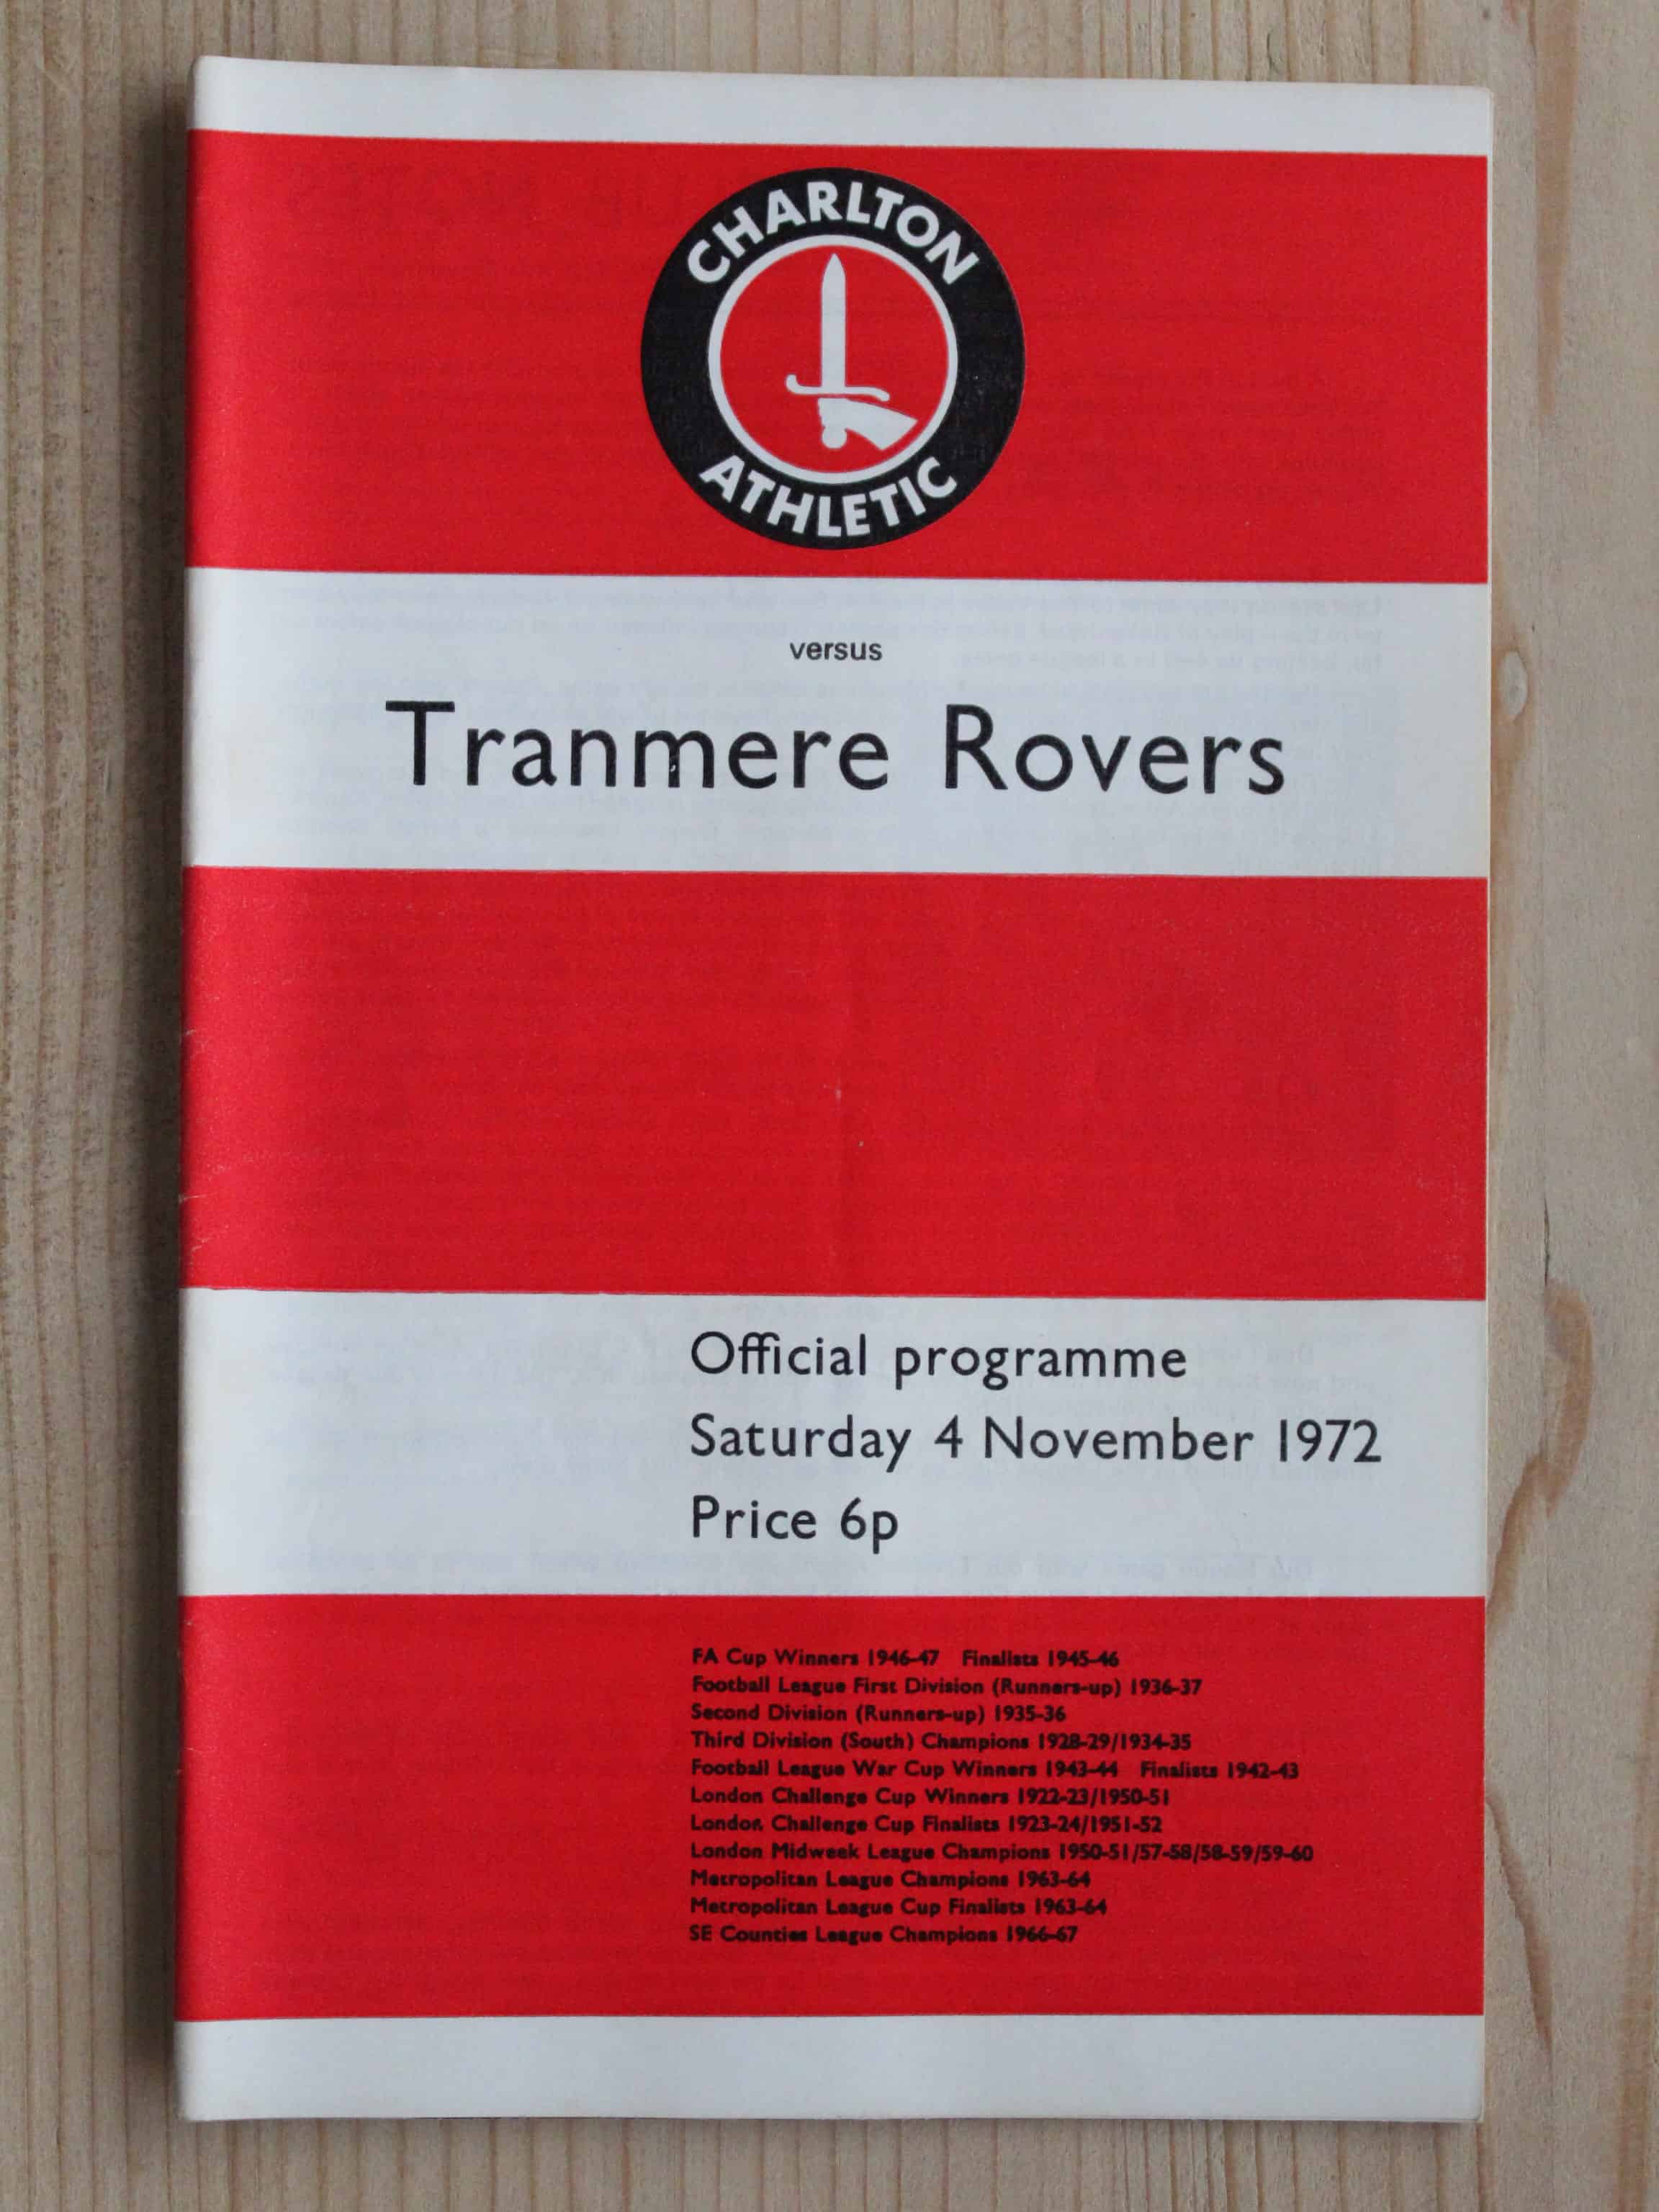 CHARLTON
ATHLETIC
versus
Tranmere Rovers
Official programme
Saturday 4 November 1972
Price 6p
FA Cup Winners 1946-47 Finalists 1945-46
Football League First Division (Runners-up) 1936-37
Second Division (Runners-up) 1935-36
Third Division (South) Champions 1928-29/1934-35
Football League War Cup Winners 1943-44 Finalists 1942-43
London Challenge Cup Winners 1922-23/1950-51
London Challenge Cup Finalists 1923-24/1951-52
London Midweek League Champions 1950-51/57-58/58-59/59-60
Metropolitan League Champions 1963-64
Metropolitan League Cup Finalists 1963-64
SE Counties League Champions 1966-67